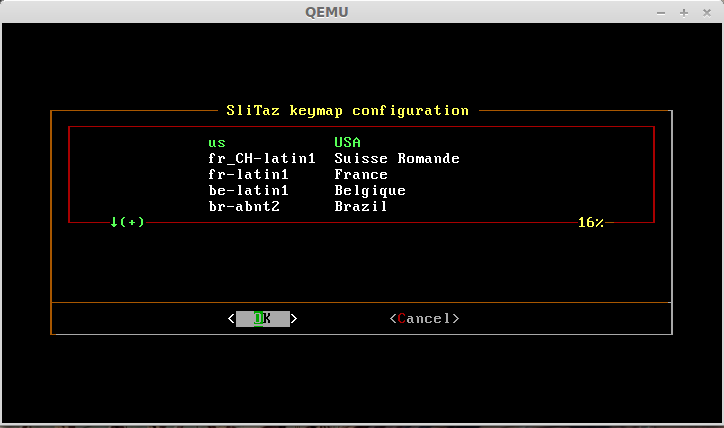 QEMU
SliTaz keymap configuration
us USA
fr_CH-latin1 Suisse Romande
fr-latin1 France
be-latin1 Belgique
br-abnt2 Brazil
↓(+) 16%
< OK > <Cancel>